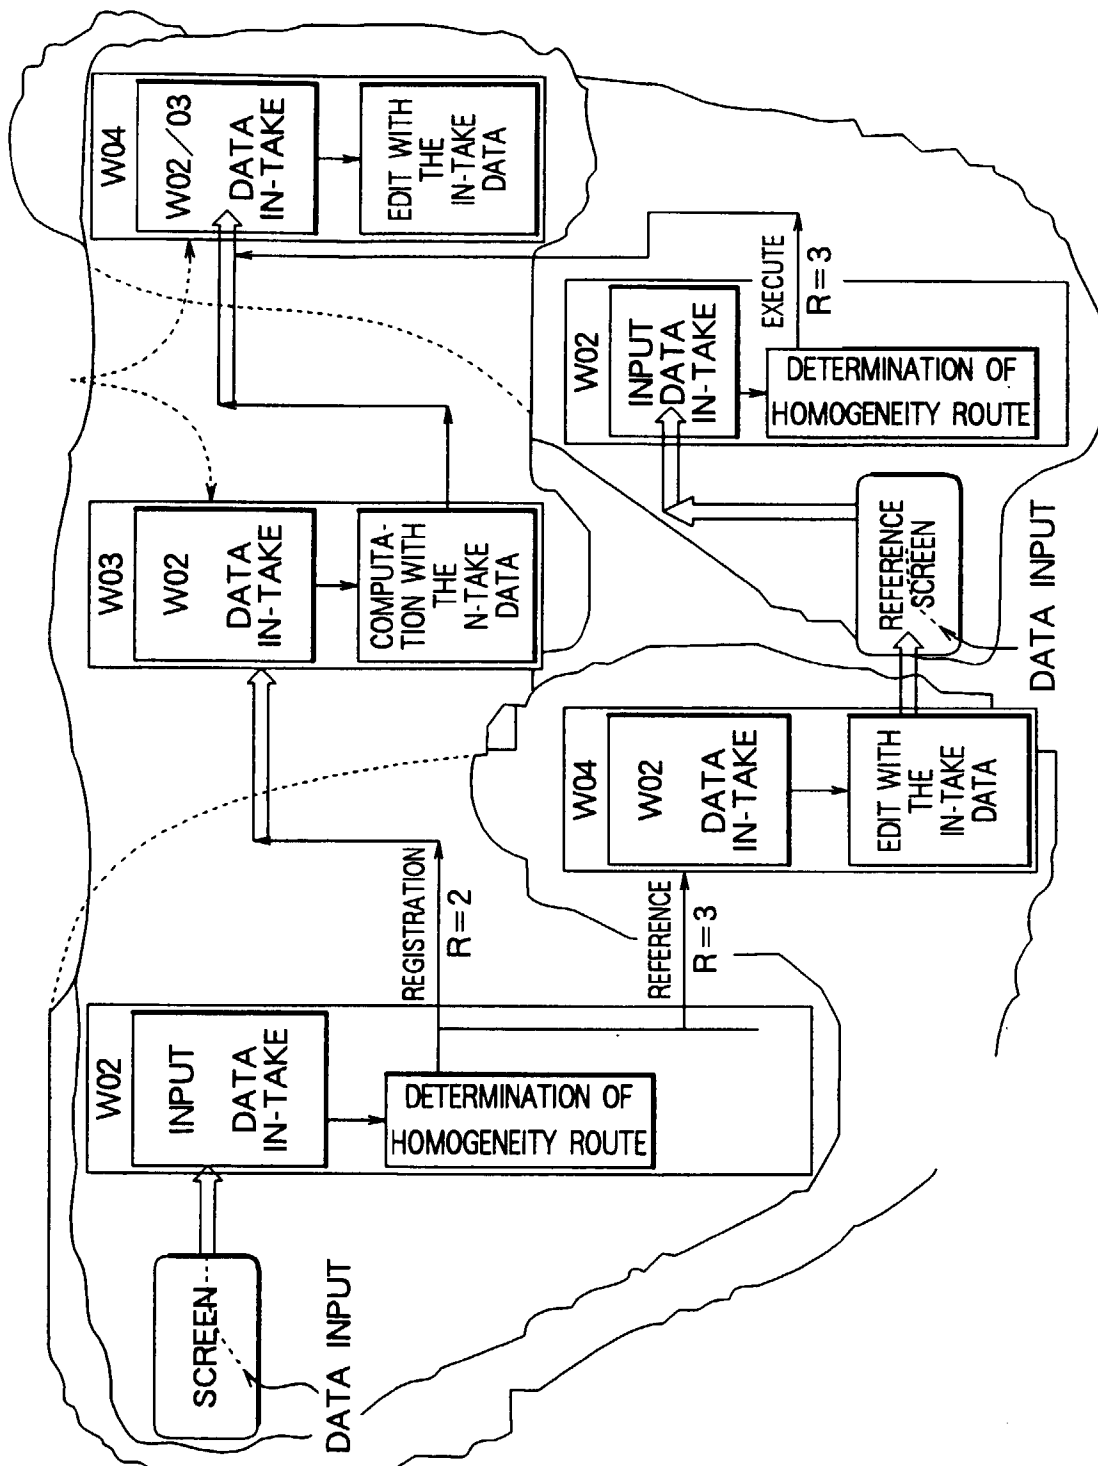 SCREEN
DATA INPUT
W02
INPUT
DATA
IN-TAKE
DETERMINATION OF
HOMOGENEITY ROUTE
REGISTRATION
R=2
REFERENCE
R=3
W03
W02
DATA
IN-TAKE
COMPUTA-
TION WITH
THE
N-TAKE
DATA
W04
W02/03
DATA
IN-TAKE
EDIT WITH
THE
IN-TAKE
DATA
W04
W02
DATA
IN-TAKE
EDIT WITH
THE
IN-TAKE
DATA
REFERENCE
SCREEN
DATA INPUT
W02
INPUT
DATA
IN-TAKE
DETERMINATION OF
HOMOGENEITY ROUTE
EXECUTE
R=3